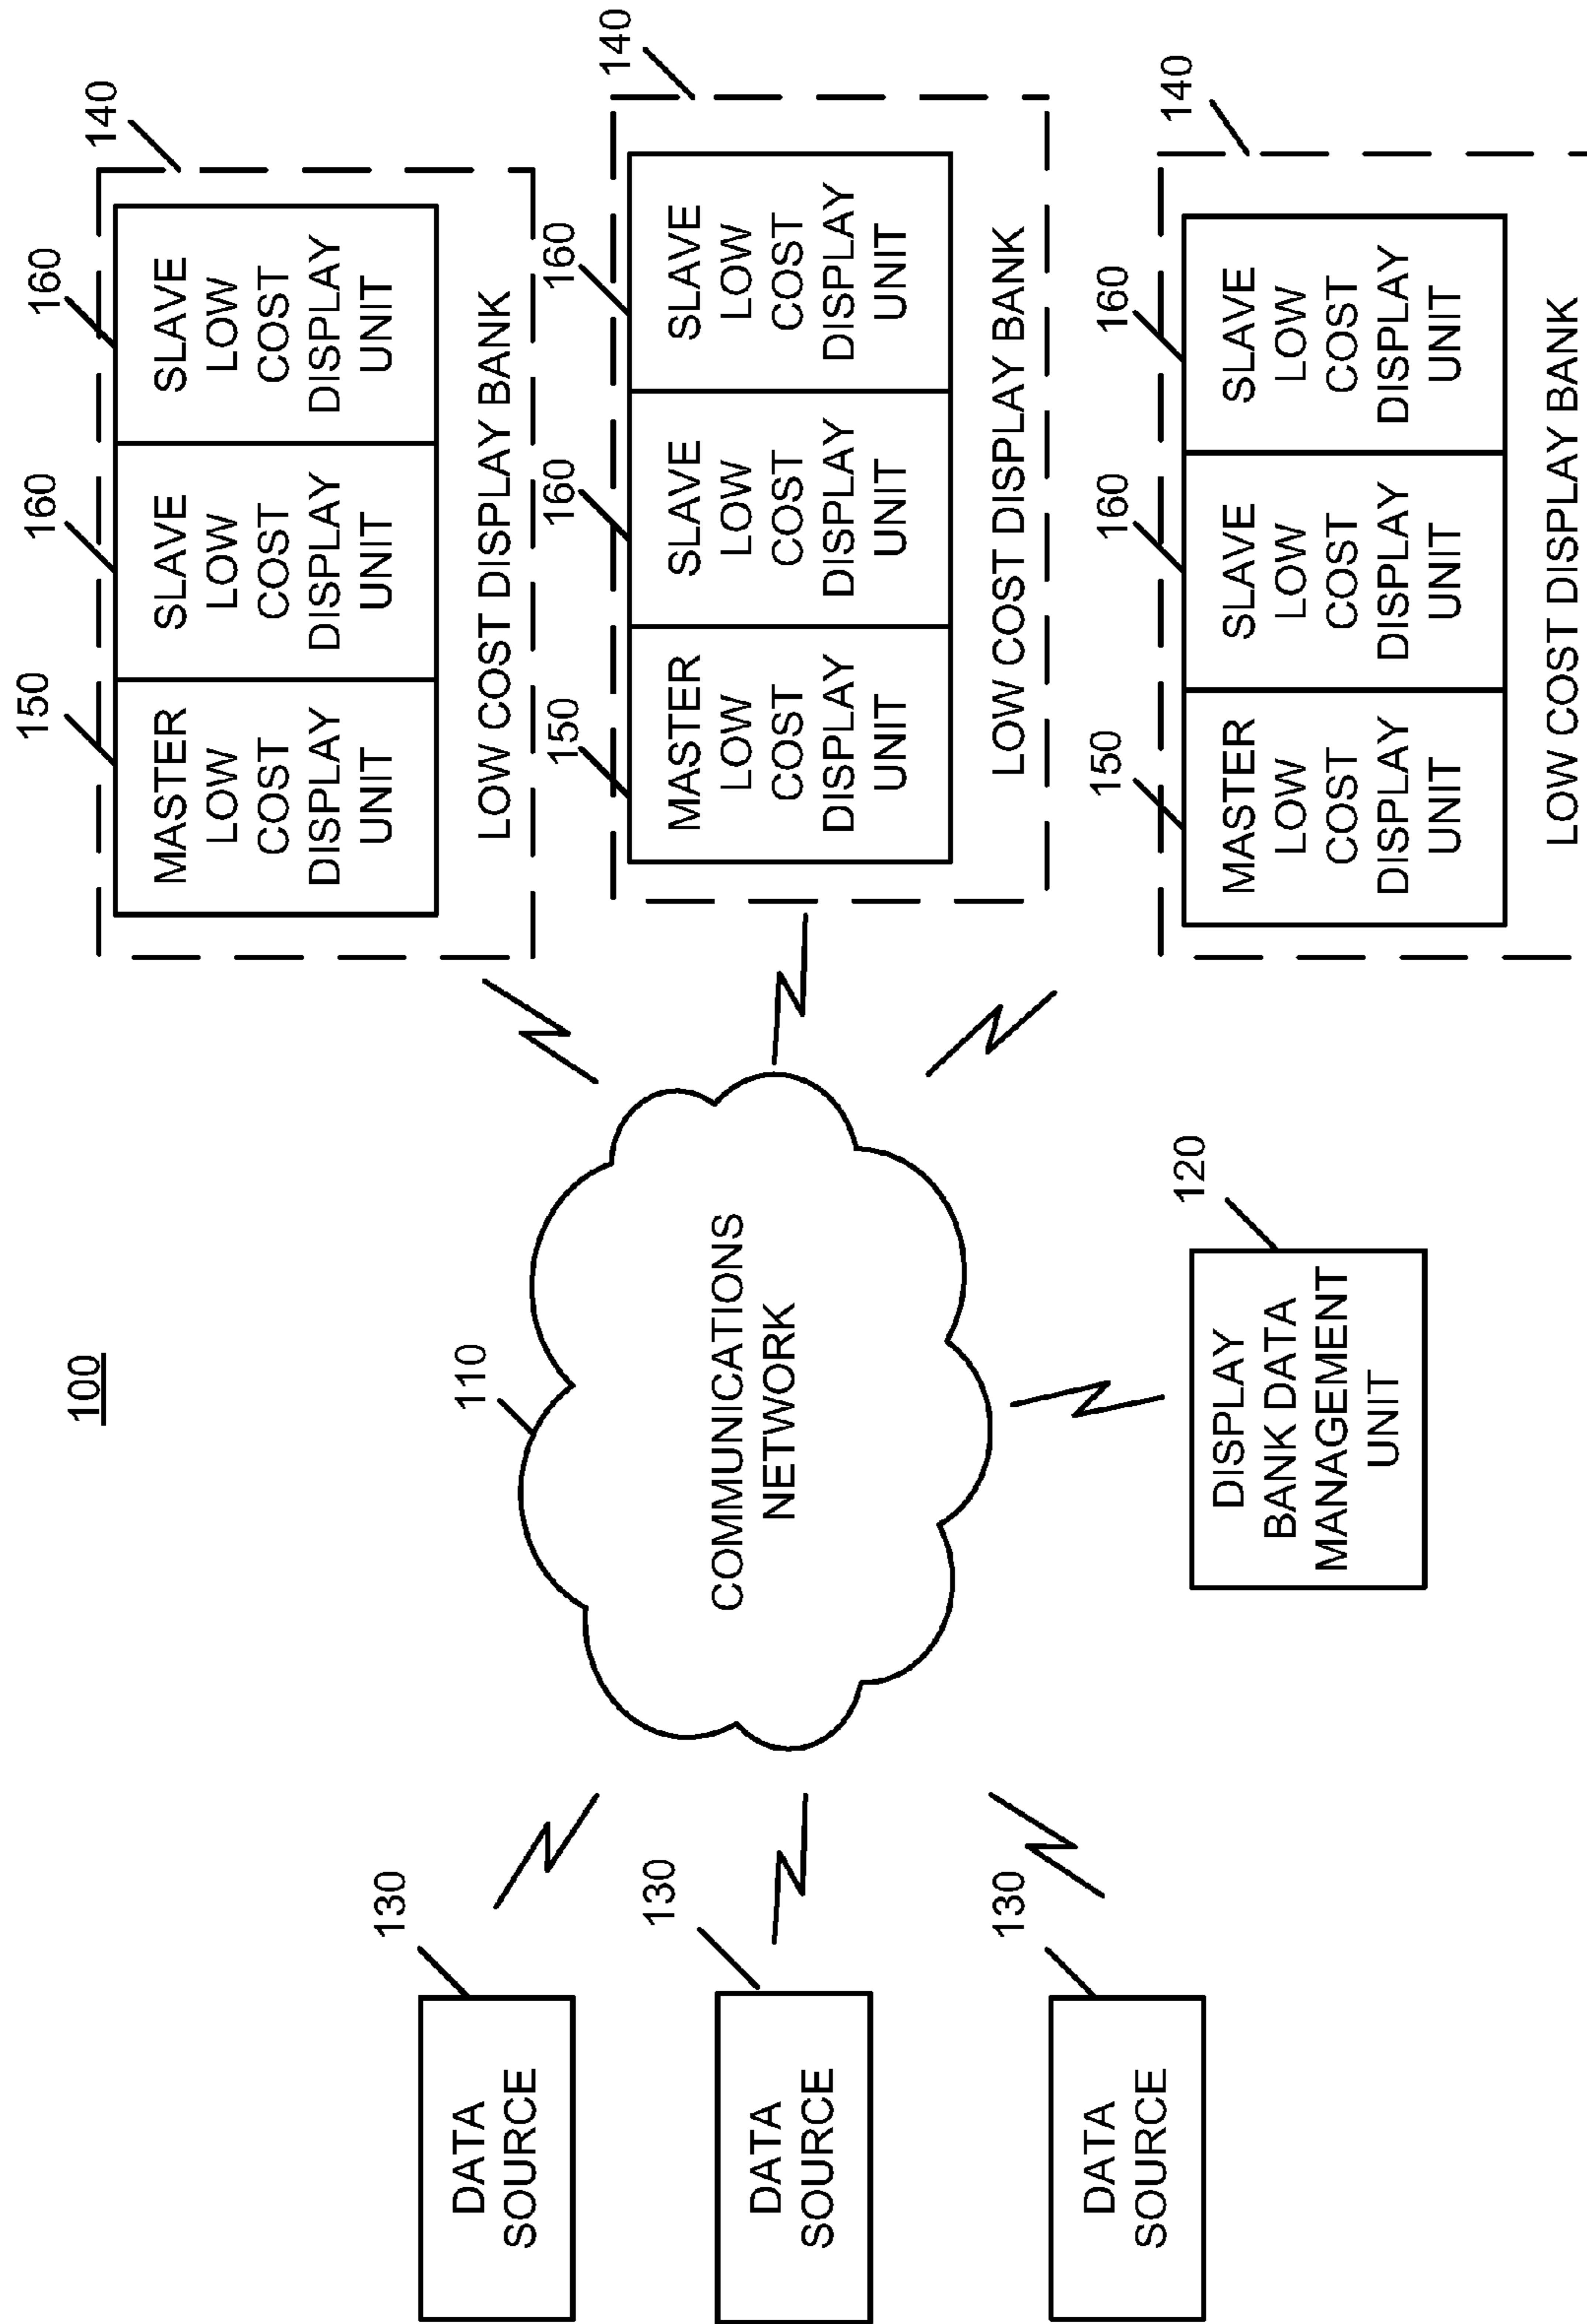 100
110
COMMUNICATIONS
NETWORK
130
DATA
SOURCE
130
DATA
SOURCE
130
DATA
SOURCE
120
DISPLAY
BANK DATA
MANAGEMENT
UNIT
140
150
160
160
MASTER
LOW
COST
DISPLAY
UNIT
SLAVE
LOW
COST
DISPLAY
UNIT
SLAVE
LOW
COST
DISPLAY
UNIT
LOW COST DISPLAY BANK
140
150
160
160
MASTER
LOW
COST
DISPLAY
UNIT
SLAVE
LOW
COST
DISPLAY
UNIT
SLAVE
LOW
COST
DISPLAY
UNIT
LOW COST DISPLAY BANK
140
150
160
160
MASTER
LOW
COST
DISPLAY
UNIT
SLAVE
LOW
COST
DISPLAY
UNIT
SLAVE
LOW
COST
DISPLAY
UNIT
LOW COST DISPLAY BANK